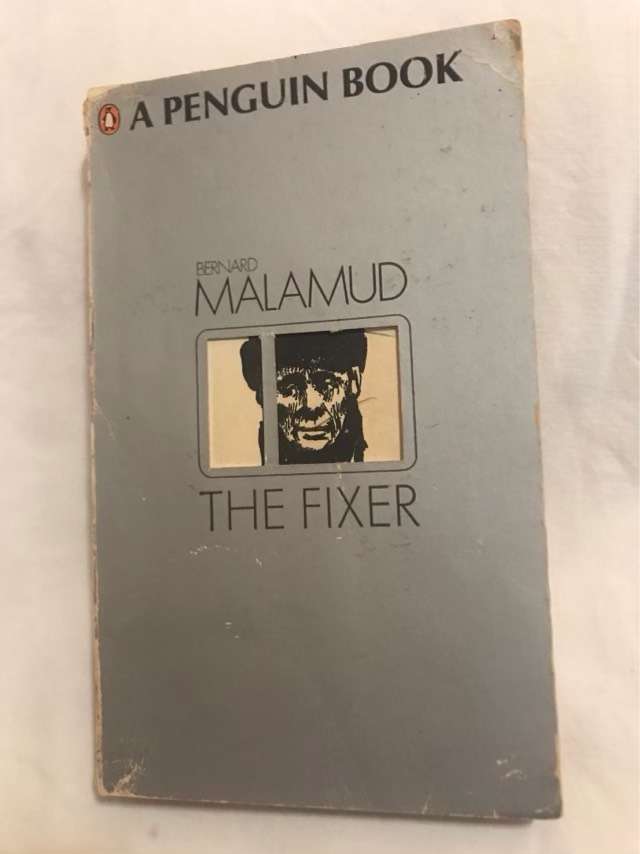 A PENGUIN BOOK
BERNARD
MALAMUD
THE FIXER